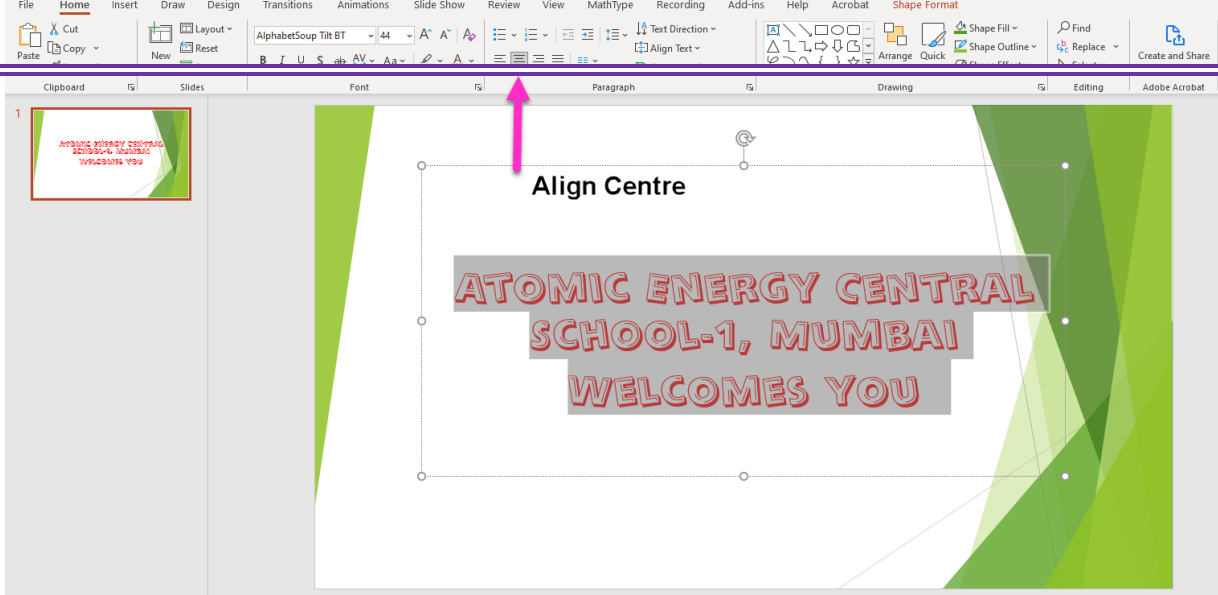 File Home Insert Draw Design Transitions Animations Slide Show Review View MathType Recording Add-ins Help Acrobat Shape Format
Cut
Copy
Paste
New
Layout
Reset
AlphabetSoup Tilt BT 44
B I U S ab AV Aa A
Text Direction
Align Text
Arrange
Quick
Shape Fill
Shape Outline
Find
Replace
Create and Share
Clipboard Slides Font Paragraph Drawing Editing Adobe Acrobat
1
ATOMIC ENERGY CENTRAL
SCHOOL-1, MUMBAI
WELCOMES YOU
Align Centre
ATOMIC ENERGY CENTRAL
SCHOOL-1, MUMBAI
WELCOMES YOU